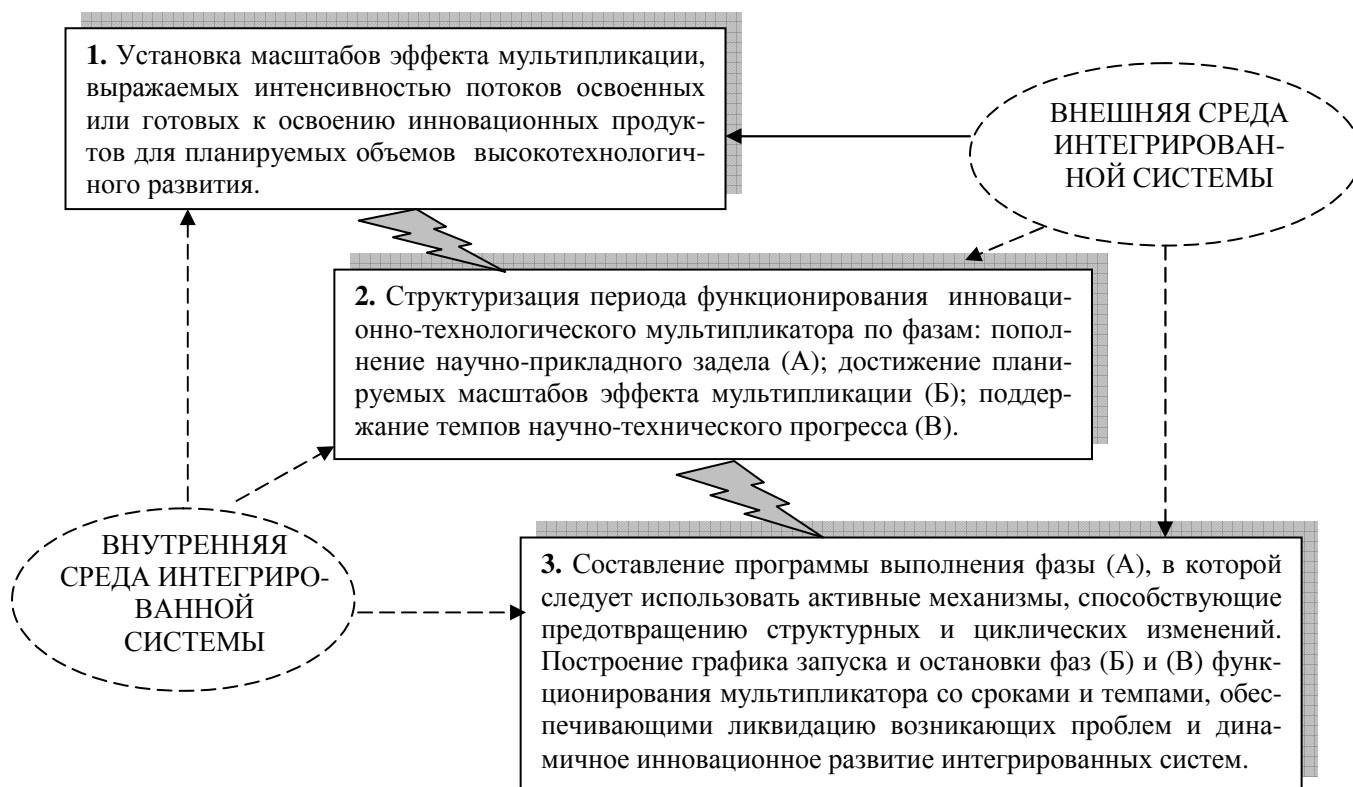 1. Установка масштабов эффекта мультипликации,
выражаемых интенсивностью потоков освоенных
или готовых к освоению инновационных продук-
тов для планируемых объемов высокотехнологич-
ного развития.
ВНЕШНЯЯ СРЕДА
ИНТЕГРИРОВАН-
НОЙ СИСТЕМЫ
2. Структуризация периода функционирования инноваци-
онно-технологического мультипликатора по фазам: попол-
нение научно-прикладного задела (А); достижение плани-
руемых масштабов эффекта мультипликации (Б); поддер-
жание темпов научно-технического прогресса (В).
ВНУТРЕННЯЯ
СРЕДА ИНТЕГРИРО-
ВАННОЙ
СИСТЕМЫ
3. Составление программы выполнения фазы (А), в которой
следует использовать активные механизмы, способствующие
предотвращению структурных и циклических изменений.
Построение графика запуска и остановки фаз (Б) и (В) функ-
ционирования мультипликатора со сроками и темпами, обес-
печивающими ликвидацию возникающих проблем и дина-
мичное инновационное развитие интегрированных систем.